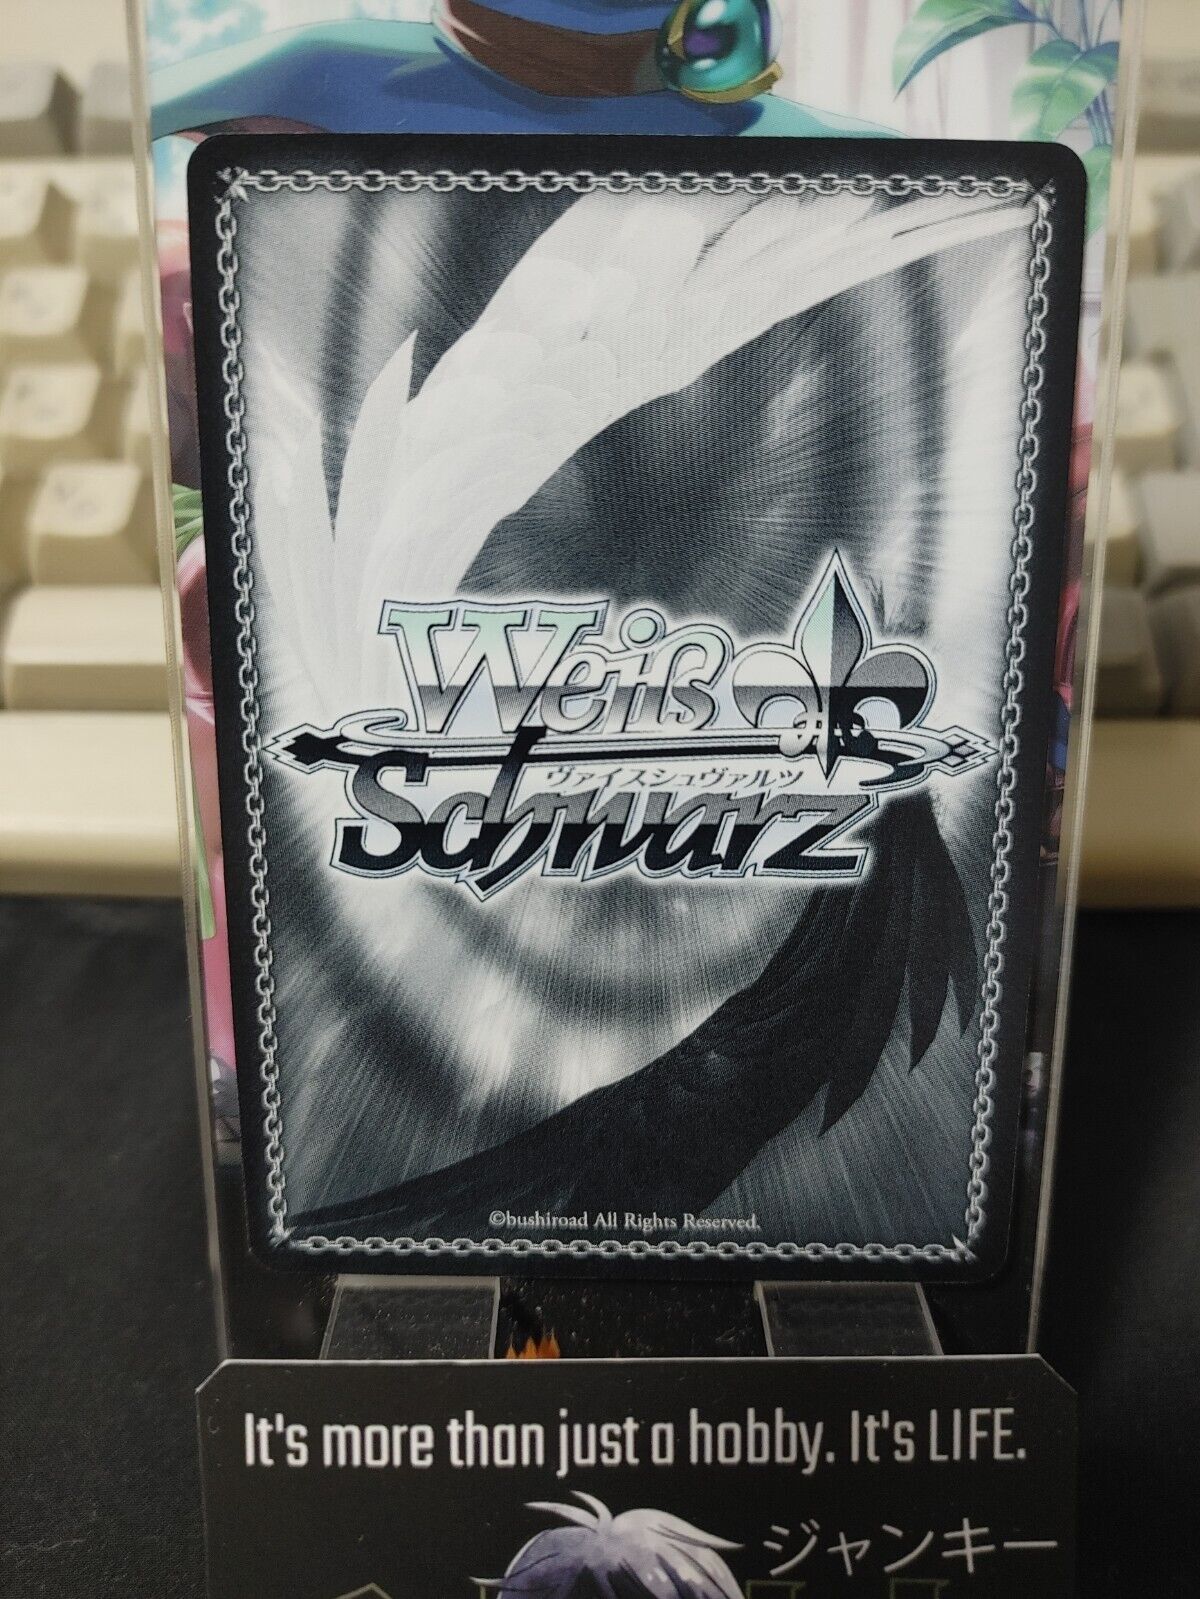 Weiß
ヴァイスシュヴァルツ
Schwarz
©bushiroad All Rights Reserved.
It's more than just a hobby. It's LIFE.
ジャンキー